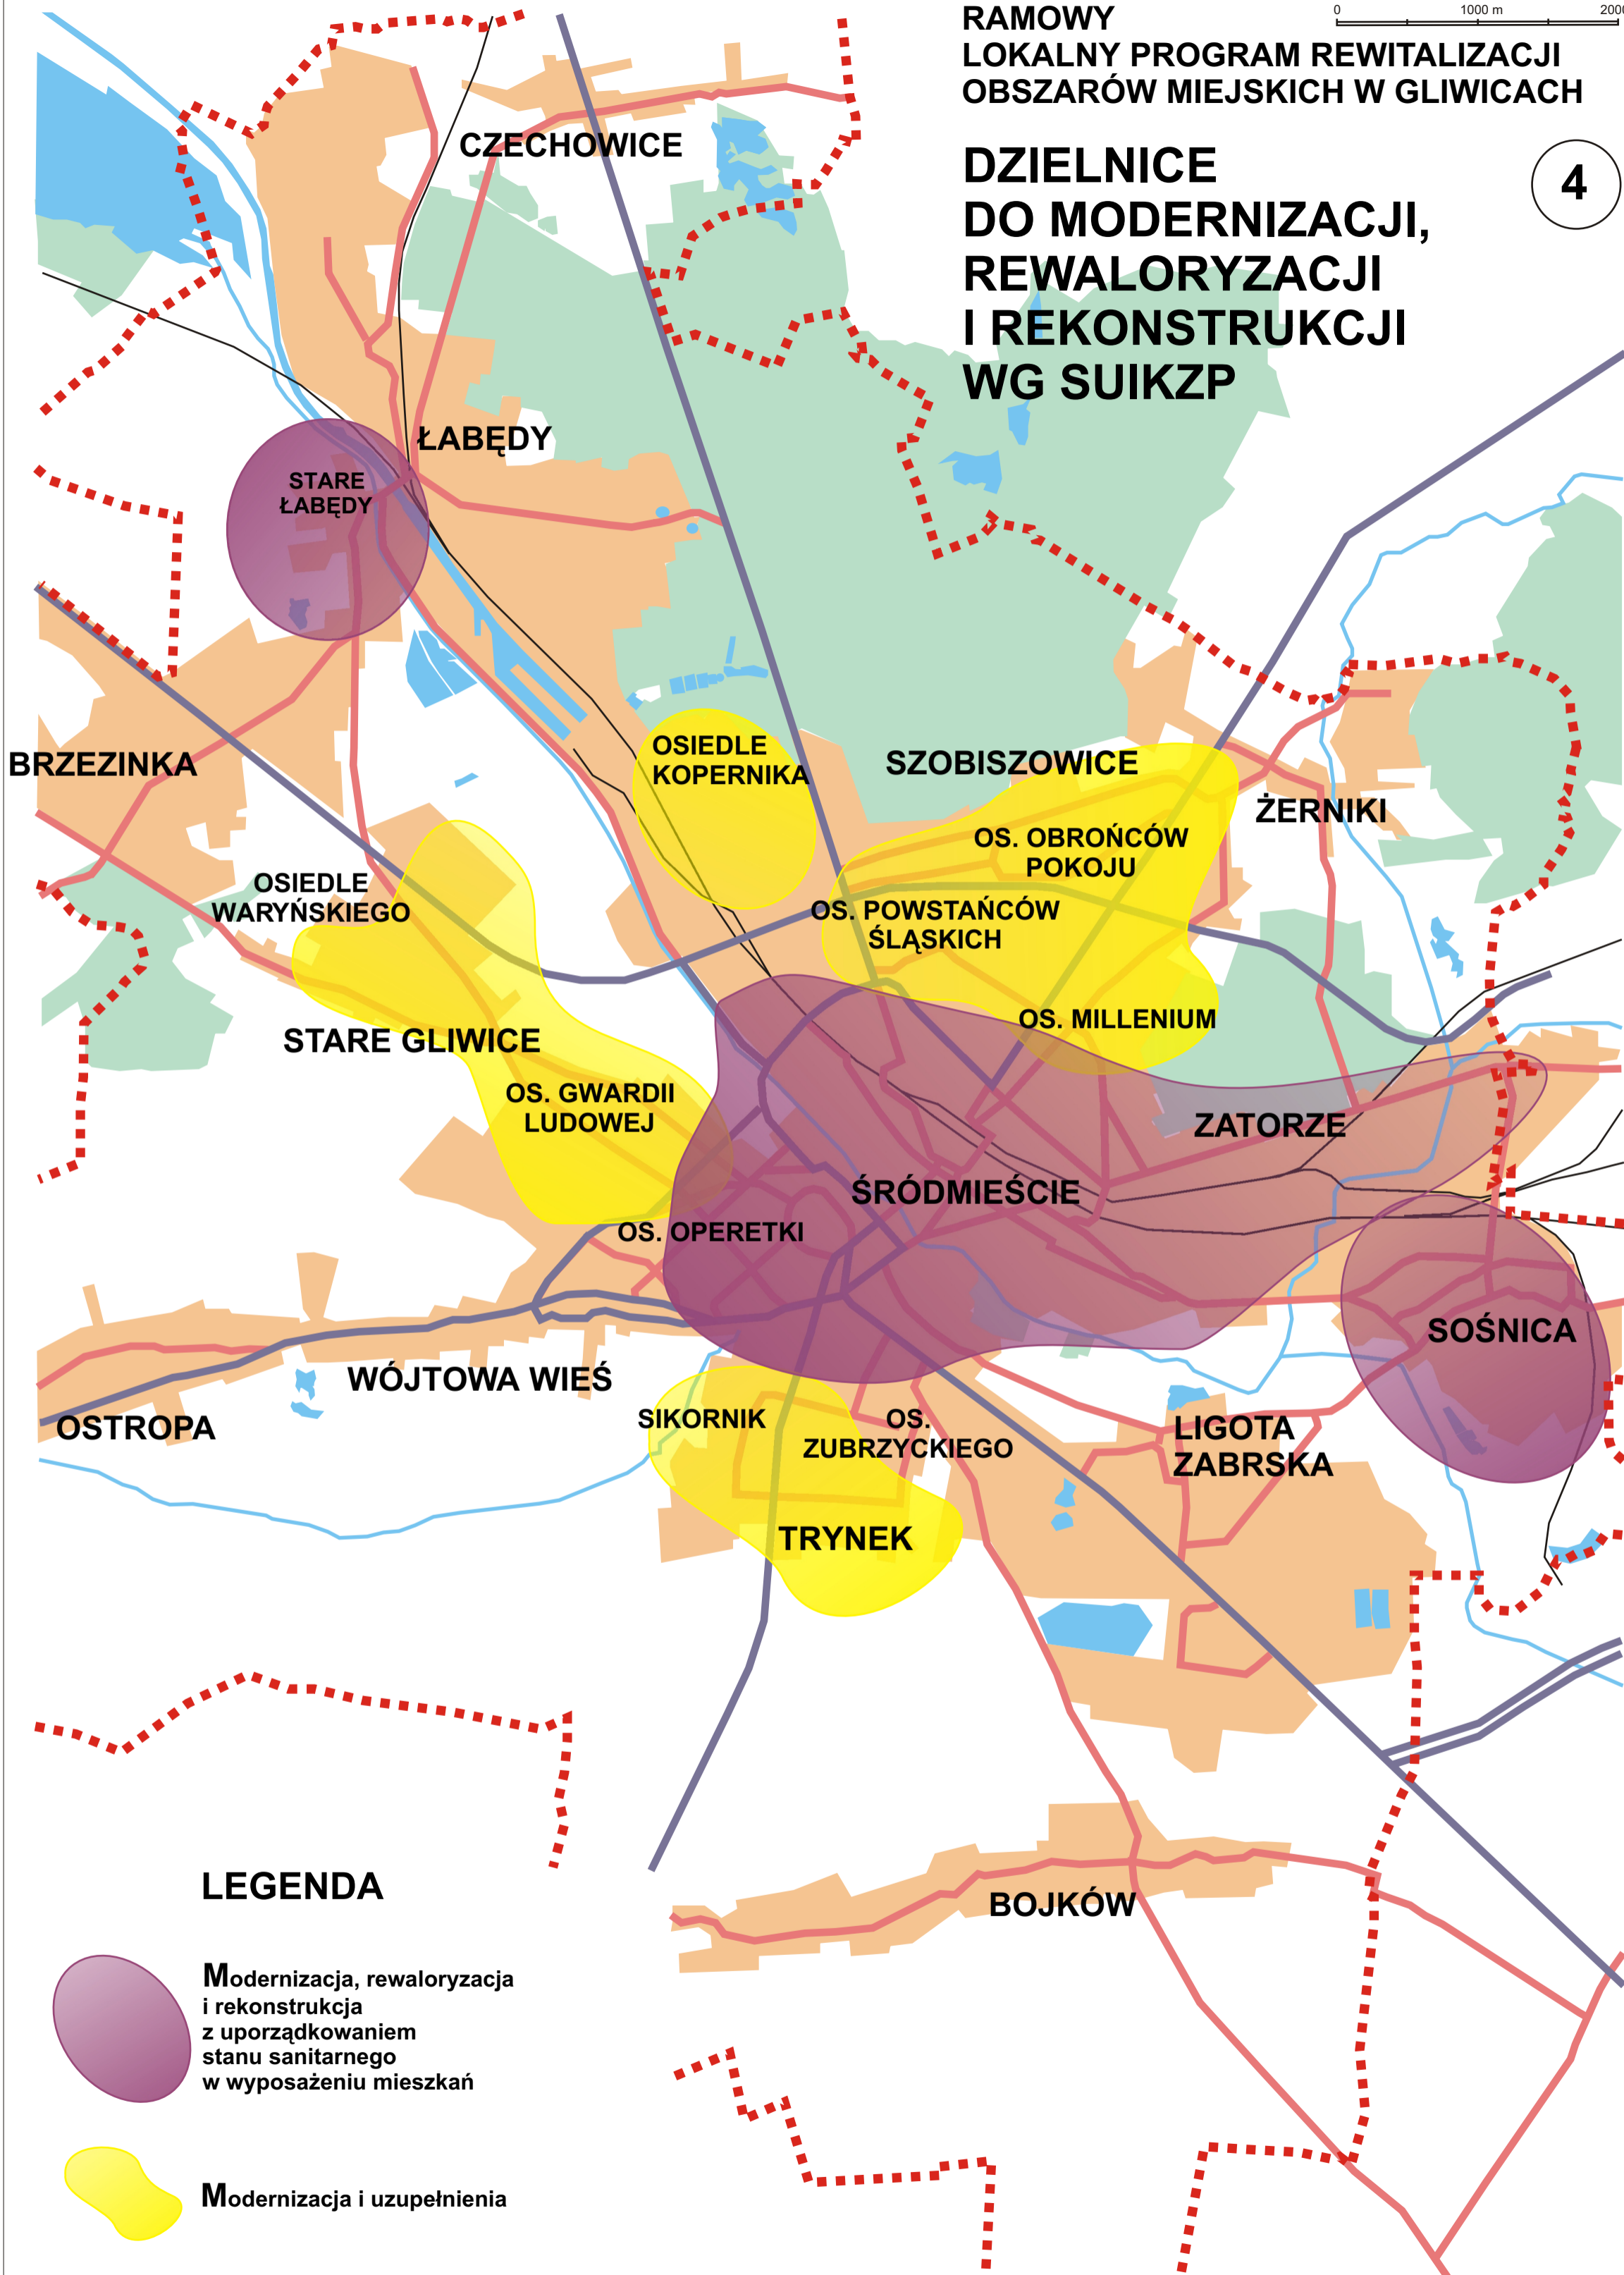 RAMOWY
LOKALNY PROGRAM REWITALIZACJI
OBSZARÓW MIEJSKICH W GLIWICACH
0 1000 m 2000
DZIELNICE
DO MODERNIZACJI,
REWALORYZACJI
I REKONSTRUKCJI
WG SUIKZP
4
CZECHOWICE
ŁABĘDY
STARE
ŁABĘDY
BRZEZINKA
OSIEDLE
KOPERNIKA
SZOBISZOWICE
ŻERNIKI
OS. OBROŃCÓW
POKOJU
OSIEDLE
WARYŃSKIEGO
OS. POWSTAŃCÓW
ŚLĄSKICH
OS. MILLENIUM
STARE GLIWICE
OS. GWARDII
LUDOWEJ
ZATORZE
ŚRÓDMIEŚCIE
OS. OPERETKI
SOŚNICA
WÓJTOWA WIEŚ
OSTROPA
SIKORNIK
OS.
ZUBRZYCKIEGO
LIGOTA
ZABRSKA
TRYNEK
BOJKÓW
LEGENDA
Modernizacja, rewaloryzacja
i rekonstrukcja
z uporządkowaniem
stanu sanitarnego
w wyposażeniu mieszkań
Modernizacja i uzupełnienia